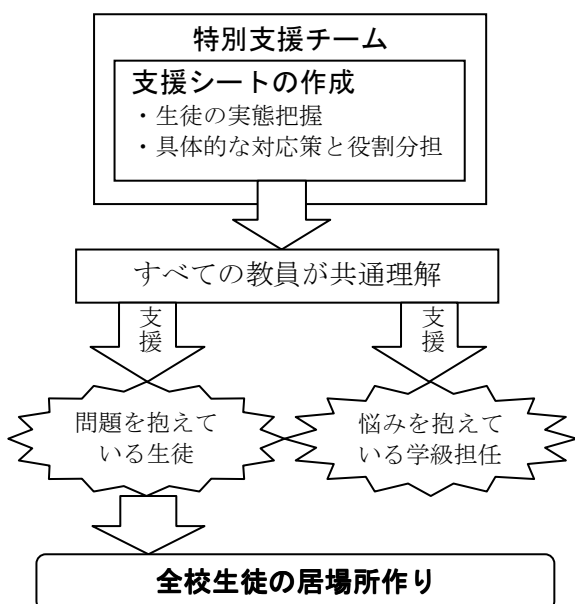 特別支援チーム
支援シートの作成
・生徒の実態把握
・具体的な対応策と役割分担
すべての教員が共通理解
支援
支援
問題を抱えて
いる生徒
悩みを抱えて
いる学級担任
全校生徒の居場所作り